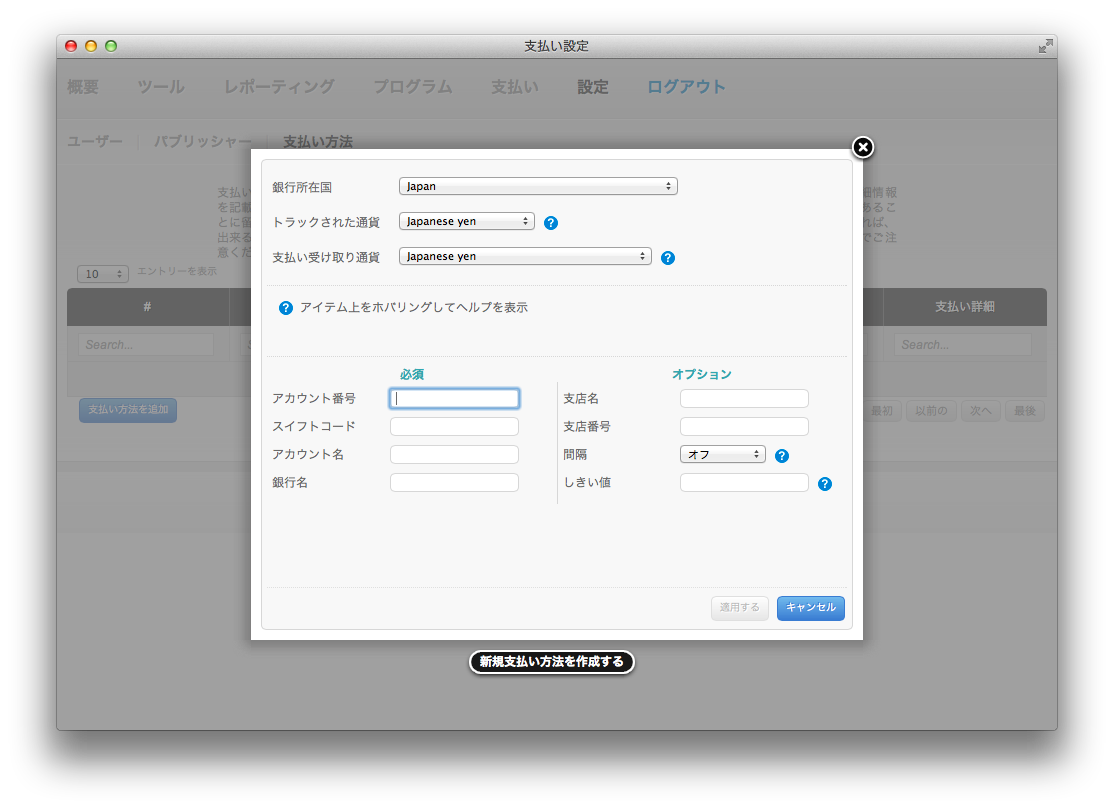 支払い設定
概要 ツール レポーティング プログラム 支払い 設定 ログアウト
ユーザー パブリッシャー 支払い方法
支払い
を記載
とに留
出来る
意くだ
細情報
あるこ
れば、
でご注
10 エントリーを表示
# 支払い詳細
Search... Search...
支払い方法を追加 最初 以前の 次へ 最後
銀行所在国 Japan
トラックされた通貨 Japanese yen ?
支払い受け取り通貨 Japanese yen ?
? アイテム上をホバリングしてヘルプを表示
必須 オプション
アカウント番号 支店名
スイフトコード 支店番号
アカウント名 間隔 オフ ?
銀行名 しきい値 ?
適用する キャンセル
新規支払い方法を作成する